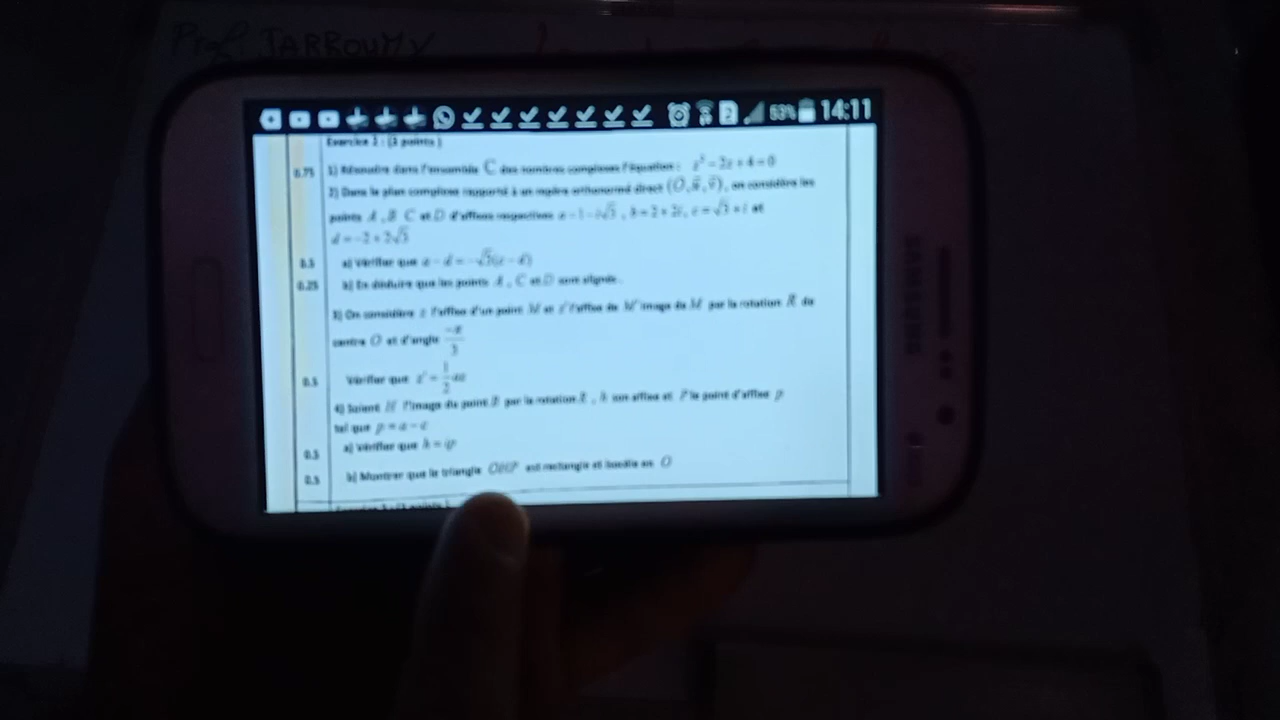 Prof. TARROUMY
53% 14:11
Exercice 2 : (3 points)
0.75 1) Résoudre dans l'ensemble C des nombres complexes l'équation : z² - 2z + 4 = 0
2) Dans le plan complexe rapporté à un repère orthonormé direct (O, u⃗, v⃗), on considère les
points A, B C et D d'affixes respectives a = 1 - i√3, b = 2 + 2i, c = √3 + i et
d = -2 + 2√3
0.5 a) Vérifier que a - d = -√3(c - d)
0.25 b) En déduire que les points A, C et D sont alignés.
3) On considère z l'affixe d'un point M et z' l'affixe de M' image de M par la rotation R de
centre O et d'angle -π/3
0.5 Vérifier que z' = 1/2 az
4) Soient H l'image du point B par la rotation R, h son affixe et P le point d'affixe p
tel que p = a - c
0.5 a) Vérifier que h = ip
0.5 b) Montrer que le triangle OHP est rectangle et isocèle en O
SAMSUNG